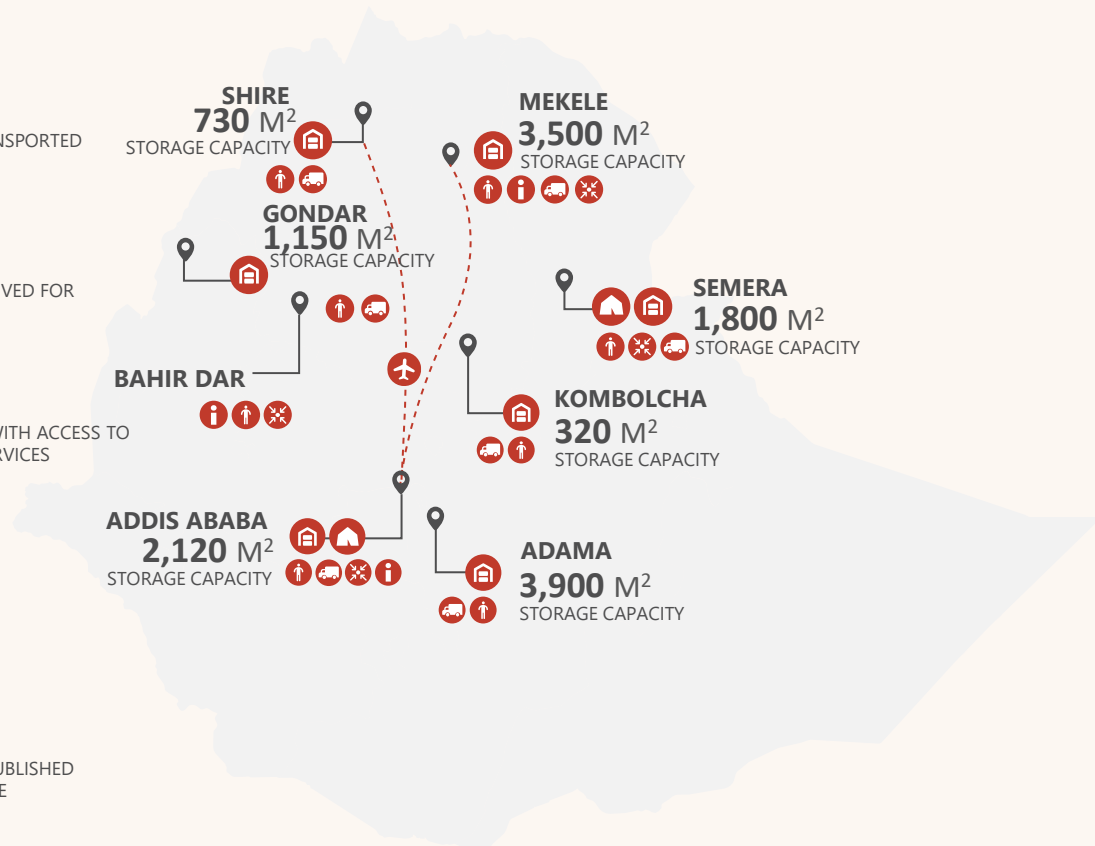 SHIRE
730 M²
STORAGE CAPACITY
MEKELE
3,500 M²
STORAGE CAPACITY
NSPORTED
GONDAR
1,150 M²
STORAGE CAPACITY
VED FOR
SEMERA
1,800 M²
STORAGE CAPACITY
BAHIR DAR
KOMBOLCHA
320 M²
STORAGE CAPACITY
WITH ACCESS TO
RVICES
ADDIS ABABA
2,120 M²
STORAGE CAPACITY
ADAMA
3,900 M²
STORAGE CAPACITY
UBLISHED
E